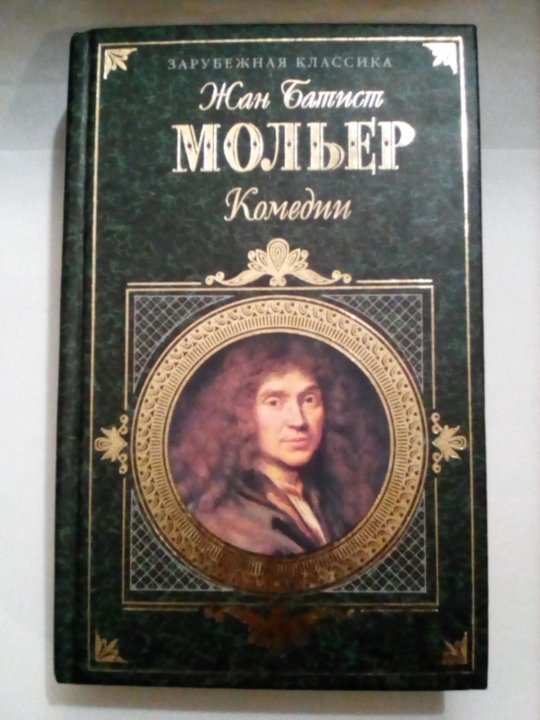 ЗАРУБЕЖНАЯ КЛАССИКА
Жан Батист
МОЛЬЕР
Комедии